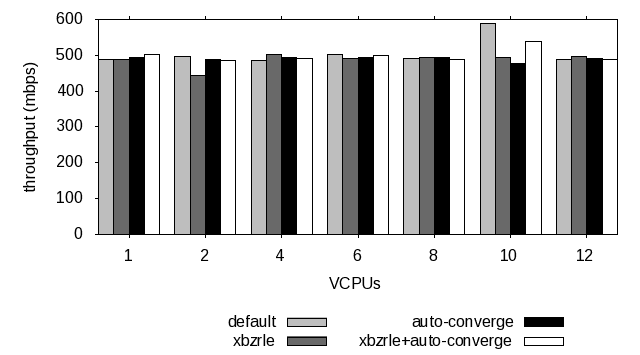 600
500
400
300
200
100
0
throughput (mbps)
1 2 4 6 8 10 12
VCPUs
default auto-converge
xbzrle xbzrle+auto-converge